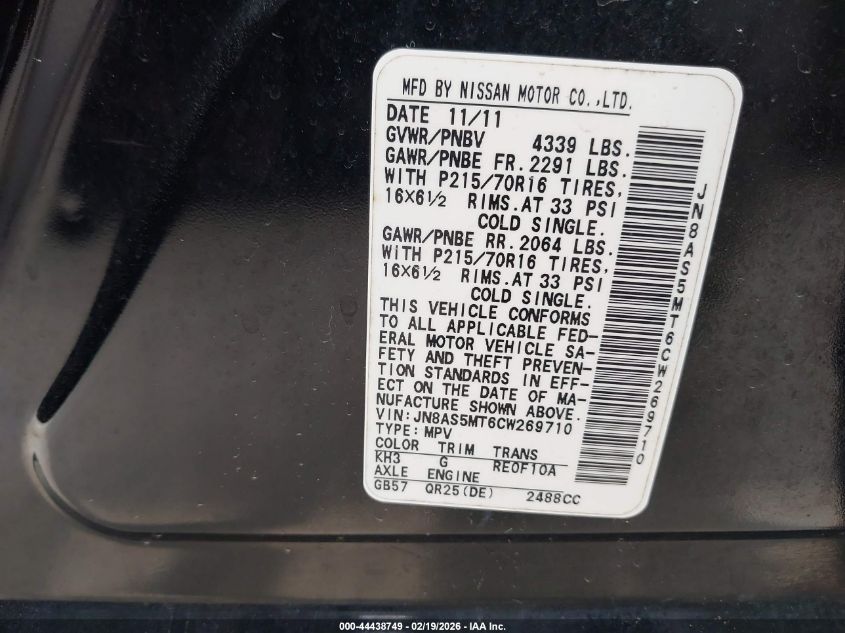 MFD BY NISSAN MOTOR CO.,LTD.
DATE 11/11
GVWR/PNBV 4339 LBS.
GAWR/PNBE FR. 2291 LBS.
WITH P215/70R16 TIRES,
16X6½ RIMS. AT 33 PSI
COLD SINGLE.
GAWR/PNBE RR. 2064 LBS.
WITH P215/70R16 TIRES,
16X6½ RIMS. AT 33 PSI
COLD SINGLE.
THIS VEHICLE CONFORMS
TO ALL APPLICABLE FED-
ERAL MOTOR VEHICLE SA-
FETY AND THEFT PREVEN-
TION STANDARDS IN EFF-
ECT ON THE DATE OF MA-
NUFACTURE SHOWN ABOVE.
VIN:JN8AS5MT6CW269710
TYPE: MPV
COLOR TRIM TRANS
KH3 G RE0F10A
AXLE ENGINE
GB57 QR25(DE) 2488CC
JN8AS5MT6CW269710
000-44438749 - 02/19/2026 - IAA Inc.